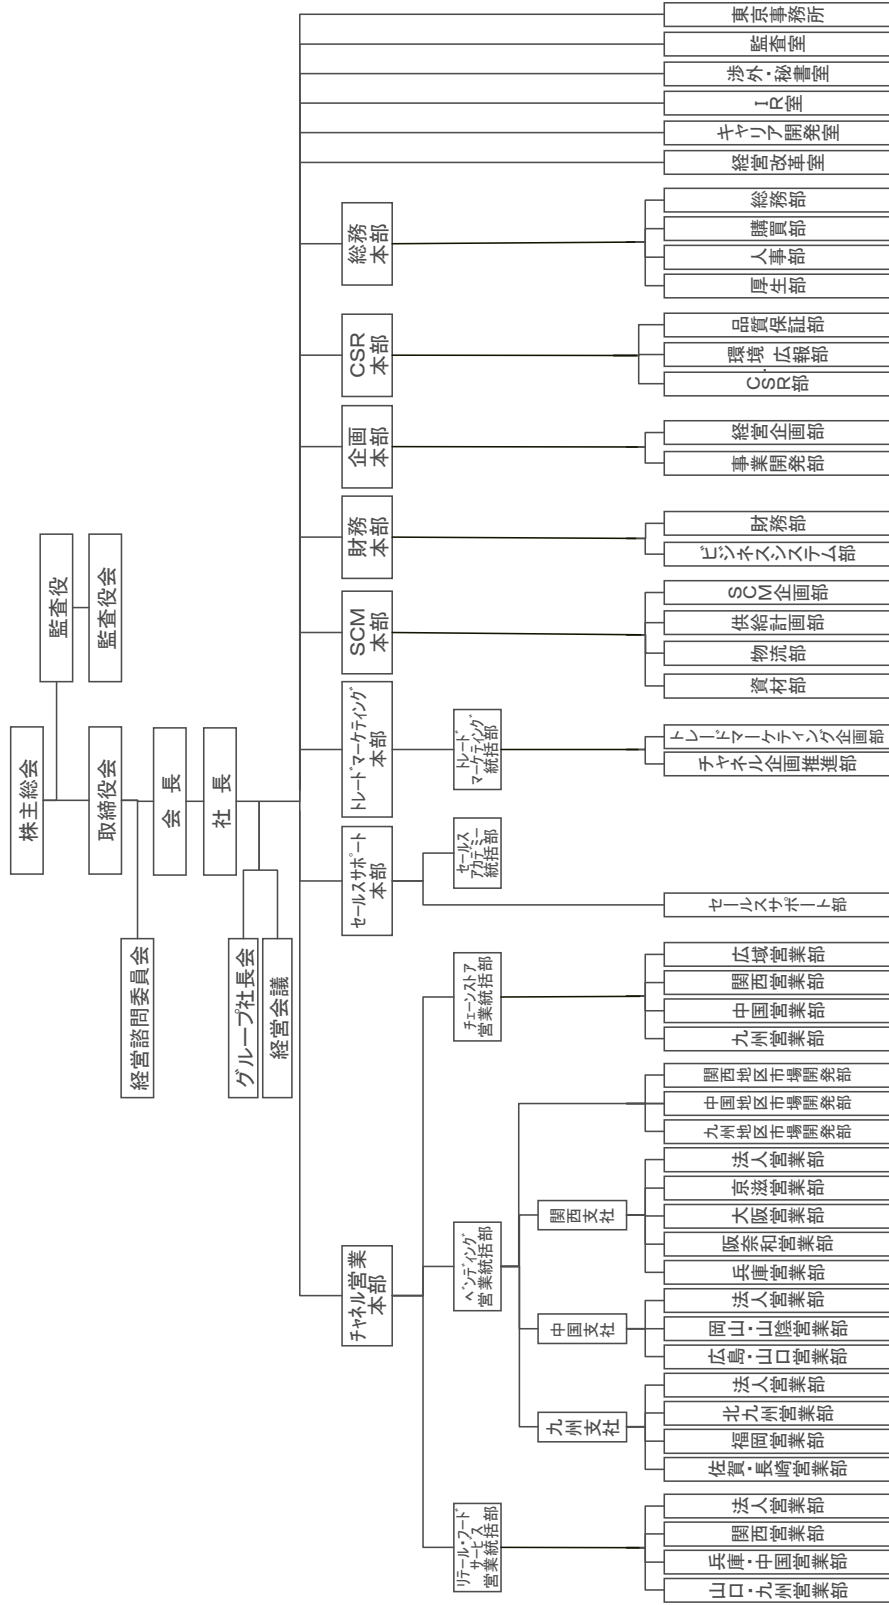 株主総会
監査役
監査役会
取締役会
経営諮問委員会
会 長
社 長
グループ社長会
経営会議
東京事務所
監査室
渉外・秘書室
IR室
キャリア開発室
経営改革室
総務
本部
総務部
購買部
人事部
厚生部
CSR
本部
品質保証部
環境・広報部
CSR部
企画
本部
経営企画部
事業開発部
財務
本部
財務部
ビジネスシステム部
SCM
本部
SCM企画部
供給計画部
物流部
資材部
トレードマーケティング
本部
トレード
マーケティング
統括部
トレードマーケティング企画部
チャネル企画推進部
セールスサポート
本部
セールス
アカデミー
統括部
セールスサポート部
チャネル営業
本部
チェーンストア
営業統括部
広域営業部
関西営業部
中国営業部
九州営業部
ベンディング
営業統括部
関西地区市場開発部
中国地区市場開発部
九州地区市場開発部
関西支社
法人営業部
京滋営業部
大阪営業部
阪奈和営業部
兵庫営業部
中国支社
法人営業部
岡山・山陰営業部
広島・山口営業部
九州支社
法人営業部
北九州営業部
福岡営業部
佐賀・長崎営業部
リテール・フード
サービス
営業統括部
法人営業部
関西営業部
兵庫・中国営業部
山口・九州営業部